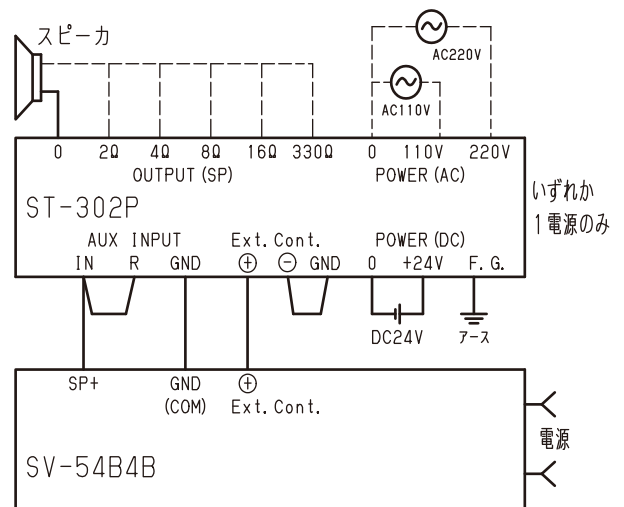 スピーカ
AC220V
AC110V
0 2Ω 4Ω 8Ω 16Ω 330Ω 0 110V 220V
OUTPUT (SP) POWER (AC)
ST-302P
いずれか
1電源のみ
AUX INPUT Ext. Cont. POWER (DC)
IN R GND ⊕ ⊖ GND 0 +24V F. G.
DC24V アース
SP+ GND ⊕
(COM) Ext. Cont.
電源
SV-54B4B